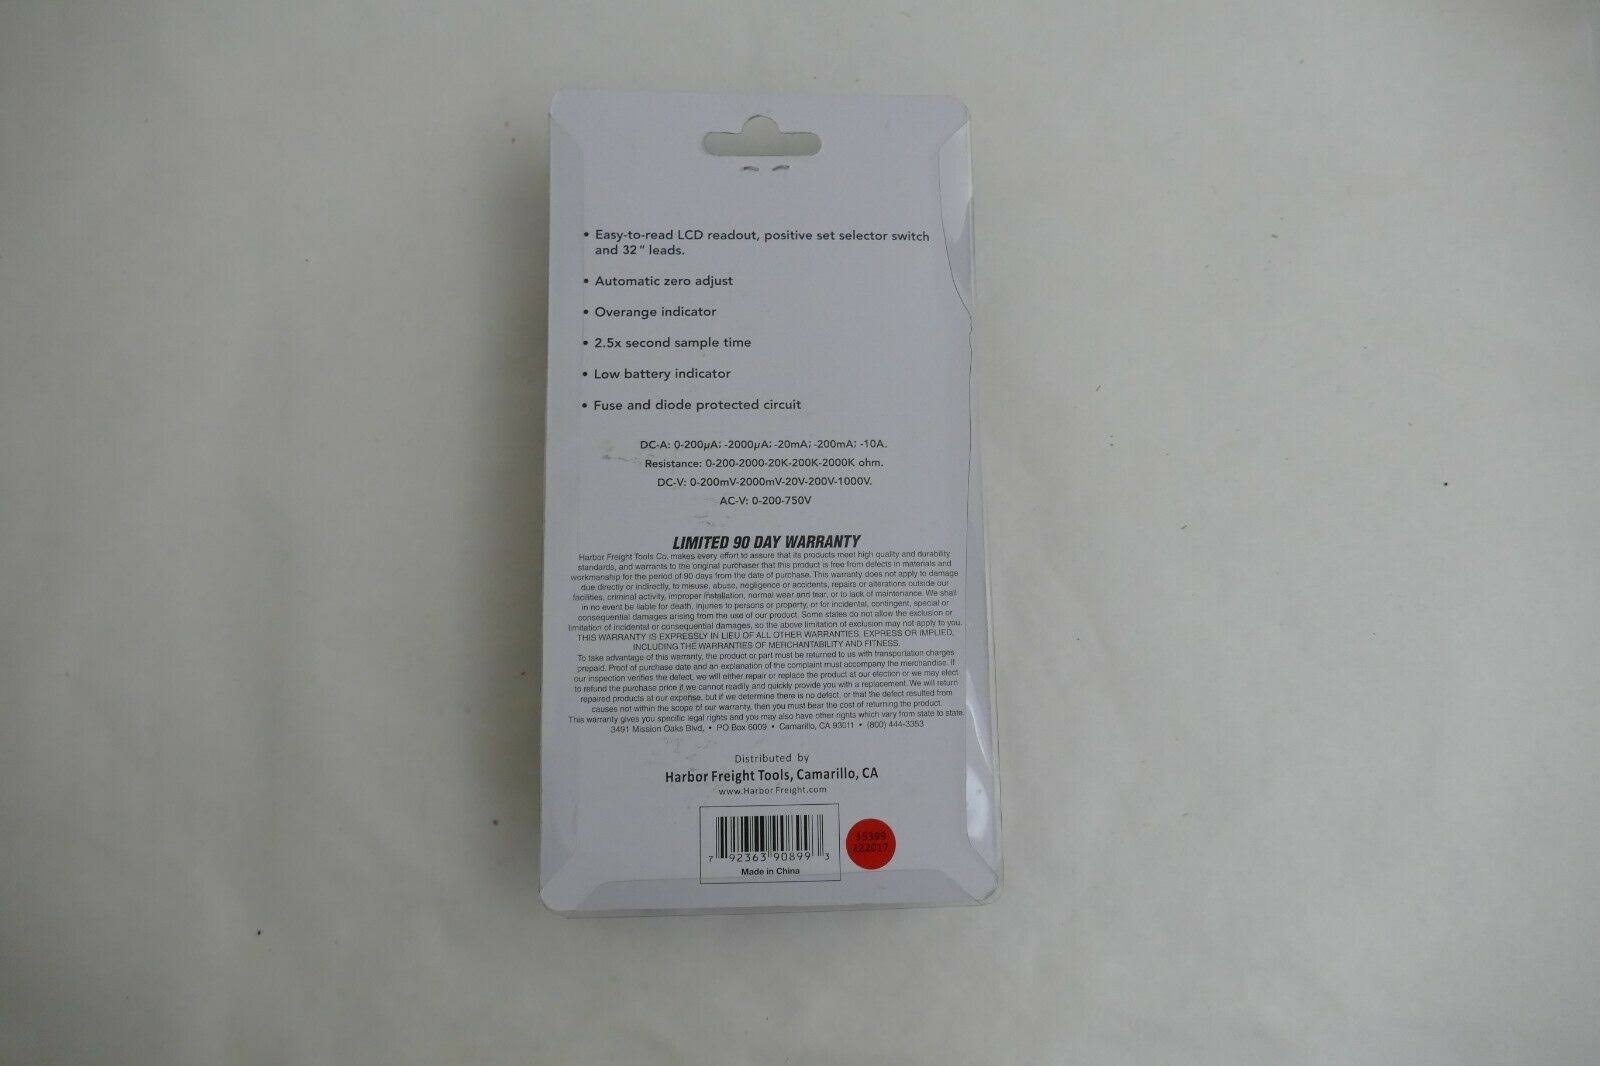 • Easy-to-read LCD readout, positive set selector switch
and 32" leads.
• Automatic zero adjust
• Overange indicator
• 2.5x second sample time
• Low battery indicator
• Fuse and diode protected circuit
DC-A: 0-200µA; -2000µA; -20mA; -200mA; -10A.
Resistance: 0-200-2000-20K-200K-2000K ohm.
DC-V: 0-200mV-2000mV-20V-200V-1000V.
AC-V: 0-200-750V
LIMITED 90 DAY WARRANTY
Harbor Freight Tools Co. makes every effort to assure that its products meet high quality and durability
standards, and warrants to the original purchaser that this product is free from defects in materials and
workmanship for the period of 90 days from the date of purchase. This warranty does not apply to damage
due directly or indirectly, to misuse, abuse, negligence or accidents, repairs or alterations outside our
facilities, criminal activity, improper installation, normal wear and tear, or to lack of maintenance. We shall
in no event be liable for death, injuries to persons or property, or for incidental, contingent, special or
consequential damages arising from the use of our product. Some states do not allow the exclusion or
limitation of incidental or consequential damages, so the above limitation of exclusion may not apply to you.
THIS WARRANTY IS EXPRESSLY IN LIEU OF ALL OTHER WARRANTIES, EXPRESS OR IMPLIED,
INCLUDING THE WARRANTIES OF MERCHANTABILITY AND FITNESS.
To take advantage of this warranty, the product or part must be returned to us with transportation charges
prepaid. Proof of purchase date and an explanation of the complaint must accompany the merchandise. If
our inspection verifies the defect, we will either repair or replace the product at our election or we may elect
to refund the purchase price if we cannot readily and quickly provide you with a replacement. We will return
repaired products at our expense, but if we determine there is no defect, or that the defect resulted from
causes not within the scope of our warranty, then you must bear the cost of returning the product.
This warranty gives you specific legal rights and you may also have other rights which vary from state to state.
3491 Mission Oaks Blvd. • PO Box 6009 • Camarillo, CA 93011 • (800) 444-3353
Distributed by
Harbor Freight Tools, Camarillo, CA
www.HarborFreight.com
7 92363 90899 3
Made in China
35399
222017